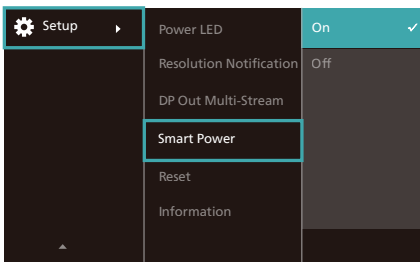 Setup
Power LED
Resolution Notification
DP Out Multi-Stream
Smart Power
Reset
Information
On
Off